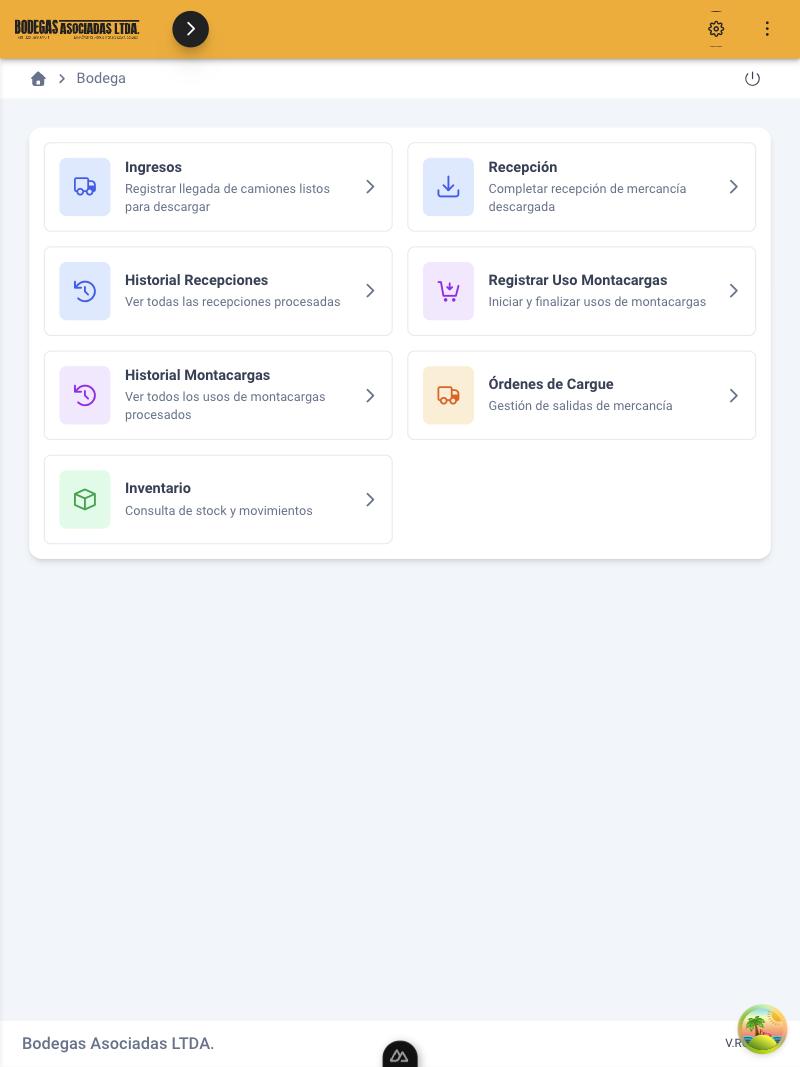 BODEGAS ASOCIADAS LTDA.
Bodega
Ingresos
Registrar llegada de camiones listos
para descargar
Recepción
Completar recepción de mercancía
descargada
Historial Recepciones
Ver todas las recepciones procesadas
Registrar Uso Montacargas
Iniciar y finalizar usos de montacargas
Historial Montacargas
Ver todos los usos de montacargas
procesados
Órdenes de Cargue
Gestión de salidas de mercancía
Inventario
Consulta de stock y movimientos
Bodegas Asociadas LTDA.